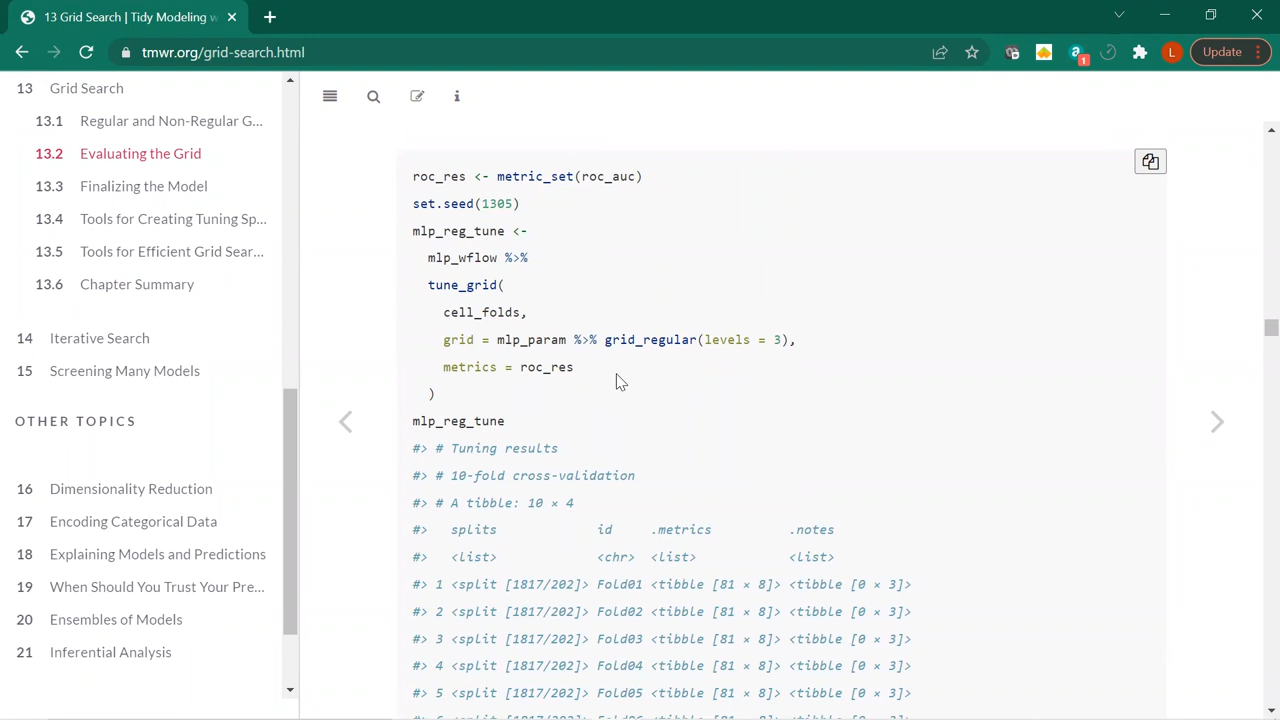 13 Grid Search | Tidy Modeling w
tmwr.org/grid-search.html
1
L
Update
13 Grid Search
13.1 Regular and Non-Regular G...
13.2 Evaluating the Grid
13.3 Finalizing the Model
13.4 Tools for Creating Tuning Sp...
13.5 Tools for Efficient Grid Sear...
13.6 Chapter Summary
14 Iterative Search
15 Screening Many Models
OTHER TOPICS
16 Dimensionality Reduction
17 Encoding Categorical Data
18 Explaining Models and Predictions
19 When Should You Trust Your Pre...
20 Ensembles of Models
21 Inferential Analysis
roc_res <- metric_set(roc_auc)
set.seed(1305)
mlp_reg_tune <-
mlp_wflow %>%
tune_grid(
cell_folds,
grid = mlp_param %>% grid_regular(levels = 3),
metrics = roc_res
)
mlp_reg_tune
#> # Tuning results
#> # 10-fold cross-validation
#> # A tibble: 10 × 4
#> splits id .metrics .notes
#> <list> <chr> <list> <list>
#> 1 <split [1817/202]> Fold01 <tibble [81 × 8]> <tibble [0 × 3]>
#> 2 <split [1817/202]> Fold02 <tibble [81 × 8]> <tibble [0 × 3]>
#> 3 <split [1817/202]> Fold03 <tibble [81 × 8]> <tibble [0 × 3]>
#> 4 <split [1817/202]> Fold04 <tibble [81 × 8]> <tibble [0 × 3]>
#> 5 <split [1817/202]> Fold05 <tibble [81 × 8]> <tibble [0 × 3]>